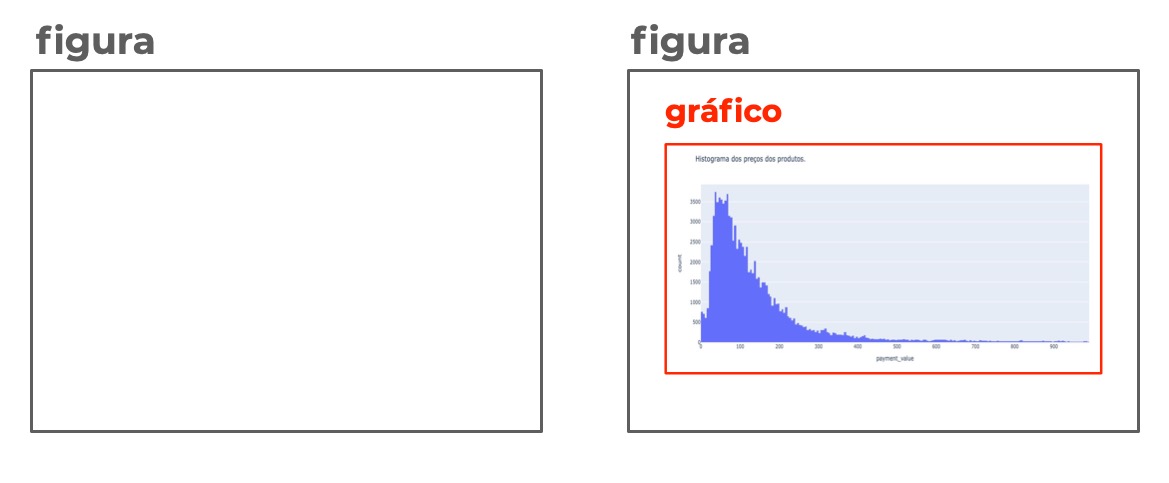 figura
figura
gráfico
Histograma dos preços dos produtos.
3500
3000
2500
2000
1500
1000
500
0
count
0 100 200 300 400 500 600 700 800 900
payment_value